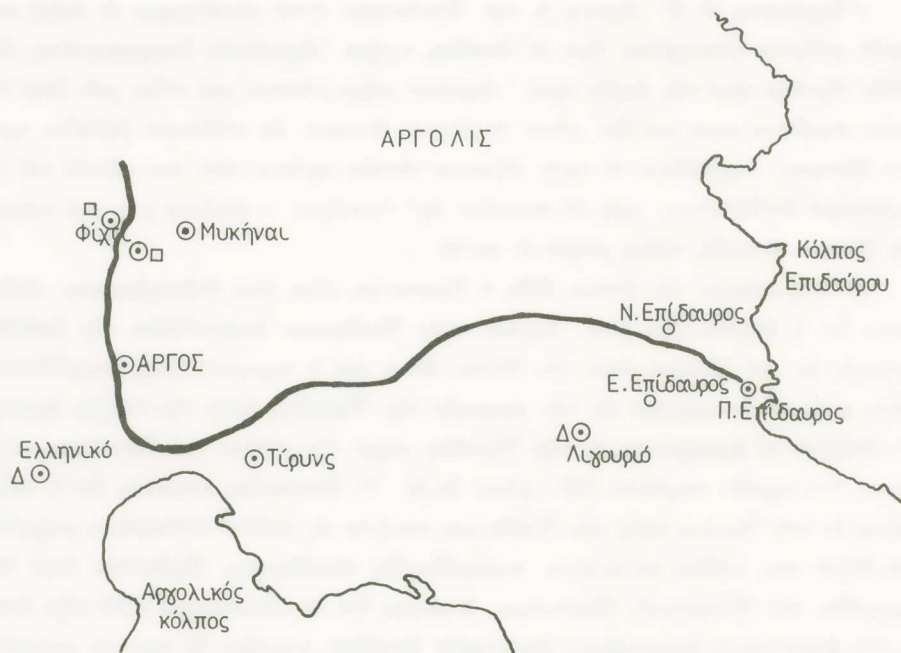 ΑΡΓΟΛΙΣ
Φίχτι
Μυκήναι
Κόλπος
Επιδαύρου
Ν.Επίδαυρος
ΑΡΓΟΣ
Ε.Επίδαυρος
Π.Επίδαυρος
Ελληνικό
Δ
Τίρυνς
Δ
Λιγουριό
Αργολικός
κόλπος